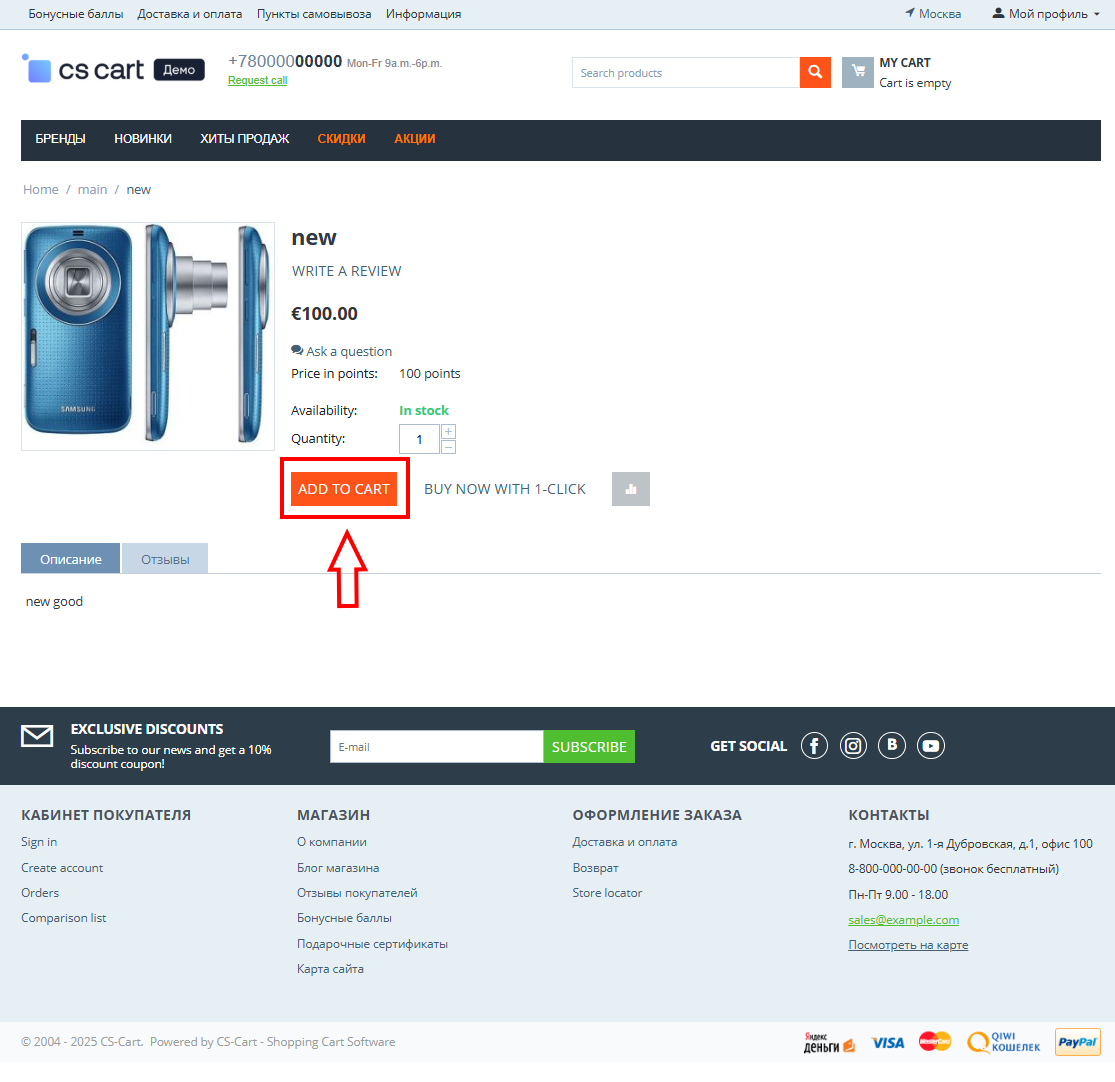 Бонусные баллы Доставка и оплата Пункты самовывоза Информация Москва Мой профиль
cs cart Демо
+78000000000 Mon-Fr 9a.m.-6p.m.
Request call
Search products
MY CART
Cart is empty
БРЕНДЫ НОВИНКИ ХИТЫ ПРОДАЖ СКИДКИ АКЦИИ
Home / main / new
SAMSUNG
new
WRITE A REVIEW
€100.00
Ask a question
Price in points: 100 points
Availability: In stock
Quantity: 1 + −
ADD TO CART BUY NOW WITH 1-CLICK
Описание Отзывы
new good
EXCLUSIVE DISCOUNTS
Subscribe to our news and get a 10%
discount coupon!
E-mail SUBSCRIBE
GET SOCIAL
КАБИНЕТ ПОКУПАТЕЛЯ
Sign in
Create account
Orders
Comparison list
МАГАЗИН
О компании
Блог магазина
Отзывы покупателей
Бонусные баллы
Подарочные сертификаты
Карта сайта
ОФОРМЛЕНИЕ ЗАКАЗА
Доставка и оплата
Возврат
Store locator
КОНТАКТЫ
г. Москва, ул. 1-я Дубровская, д.1, офис 100
8-800-000-00-00 (звонок бесплатный)
Пн-Пт 9.00 - 18.00
sales@example.com
Посмотреть на карте
© 2004 - 2025 CS-Cart. Powered by CS-Cart - Shopping Cart Software
Яндекс
деньги
VISA
MasterCard
QIWI
КОШЕЛЕК
PayPal